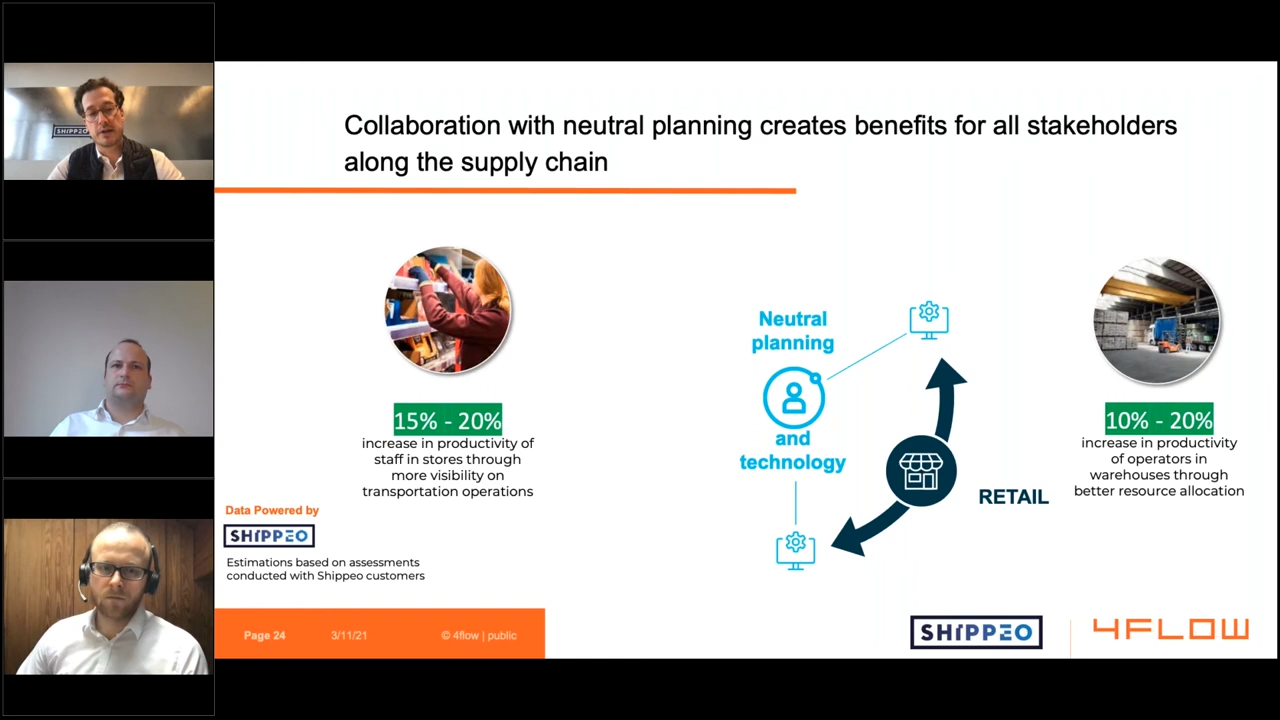 SHIPPEO
Collaboration with neutral planning creates benefits for all stakeholders
along the supply chain
15% - 20%
increase in productivity of
staff in stores through
more visibility on
transportation operations
Data Powered by
SHIPPEO
Estimations based on assessments
conducted with Shippeo customers
Neutral
planning
and
technology
RETAIL
10% - 20%
increase in productivity
of operators in
warehouses through
better resource allocation
Page 24 3/11/21 © 4flow | public
SHIPPEO
4FLOW